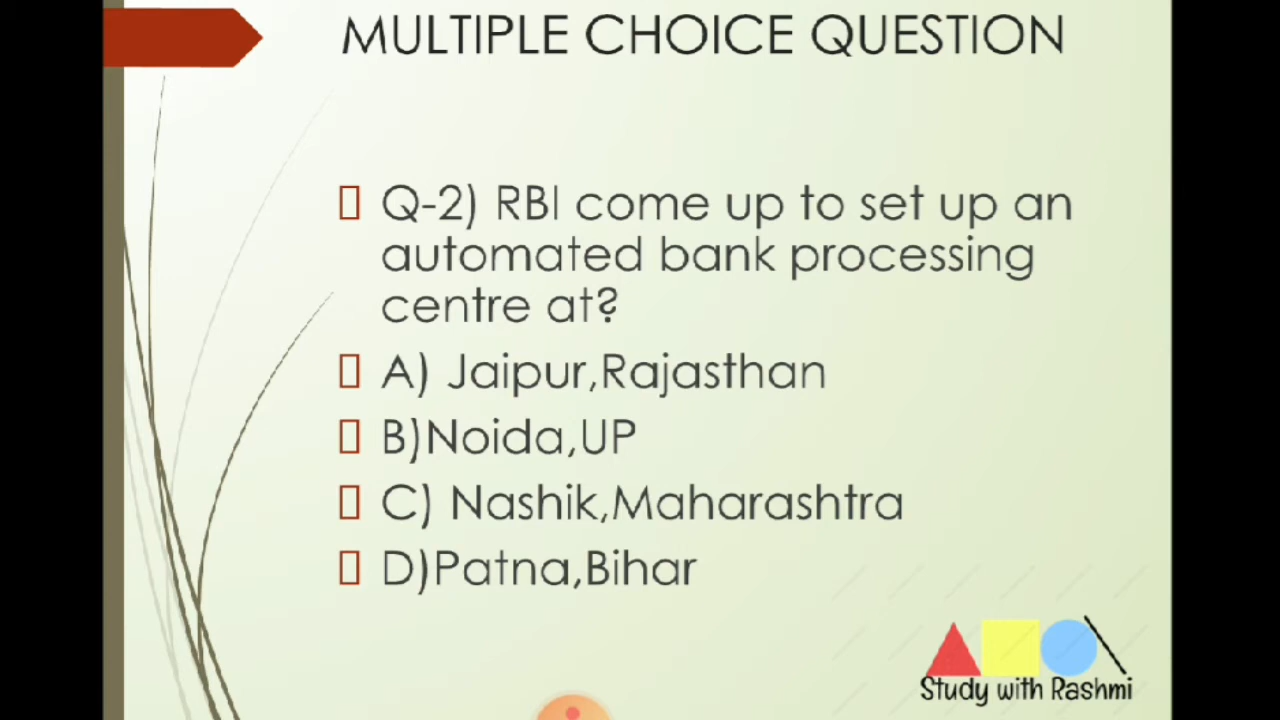 MULTIPLE CHOICE QUESTION
Q-2) RBI come up to set up an
automated bank processing
centre at?
A) Jaipur,Rajasthan
B)Noida,UP
C) Nashik,Maharashtra
D)Patna,Bihar
Study with Rashmi